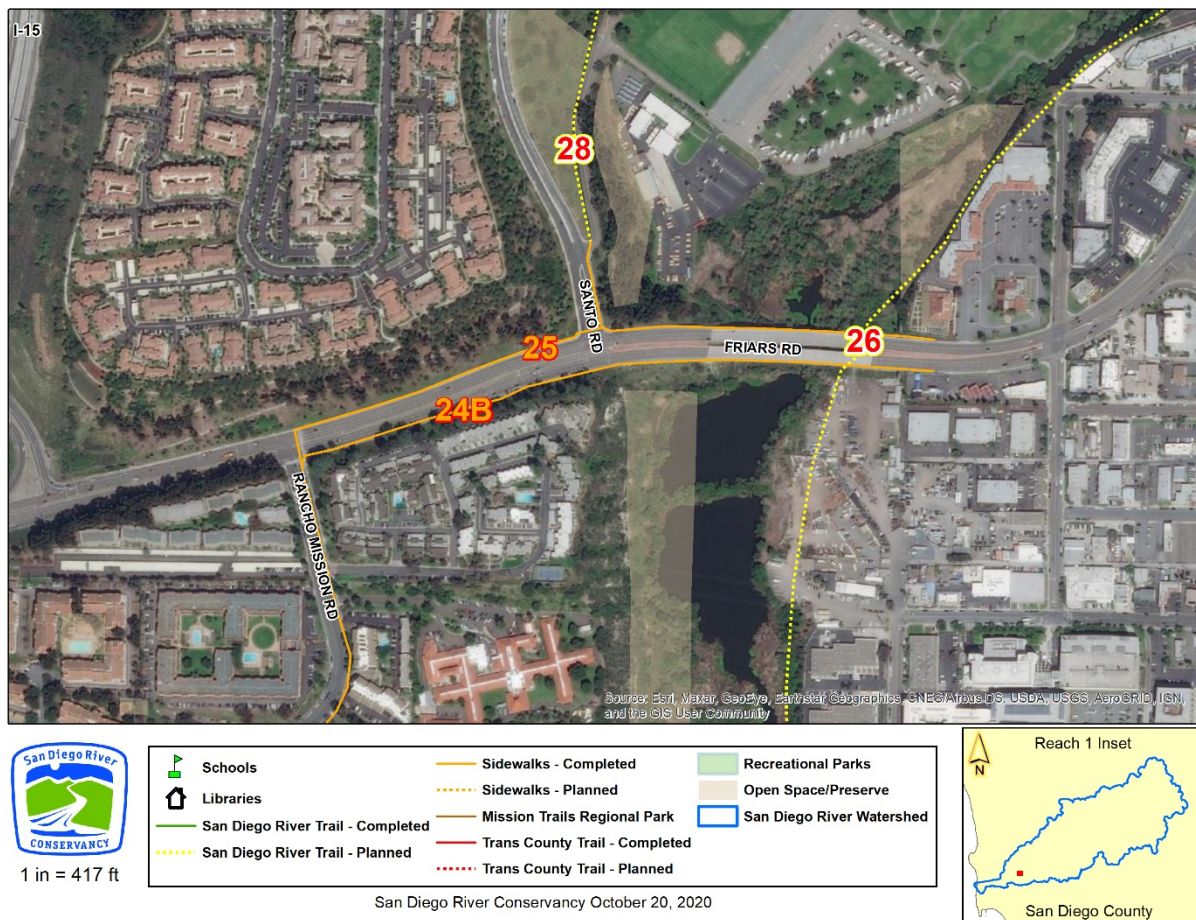 I-15
28
SANTO RD
25
FRIARS RD
26
24B
RANCHO MISSION RD
Source: Esri, Maxar, GeoEye, Earthstar Geographics, CNES/Airbus DS, USDA, USGS, AeroGRID, IGN,
and the GIS User Community
San Diego River
CONSERVANCY
1 in = 417 ft
Schools
Libraries
San Diego River Trail - Completed
San Diego River Trail - Planned
Sidewalks - Completed
Sidewalks - Planned
Mission Trails Regional Park
Trans County Trail - Completed
Trans County Trail - Planned
Recreational Parks
Open Space/Preserve
San Diego River Watershed
San Diego River Conservancy October 20, 2020
Reach 1 Inset
N
San Diego County